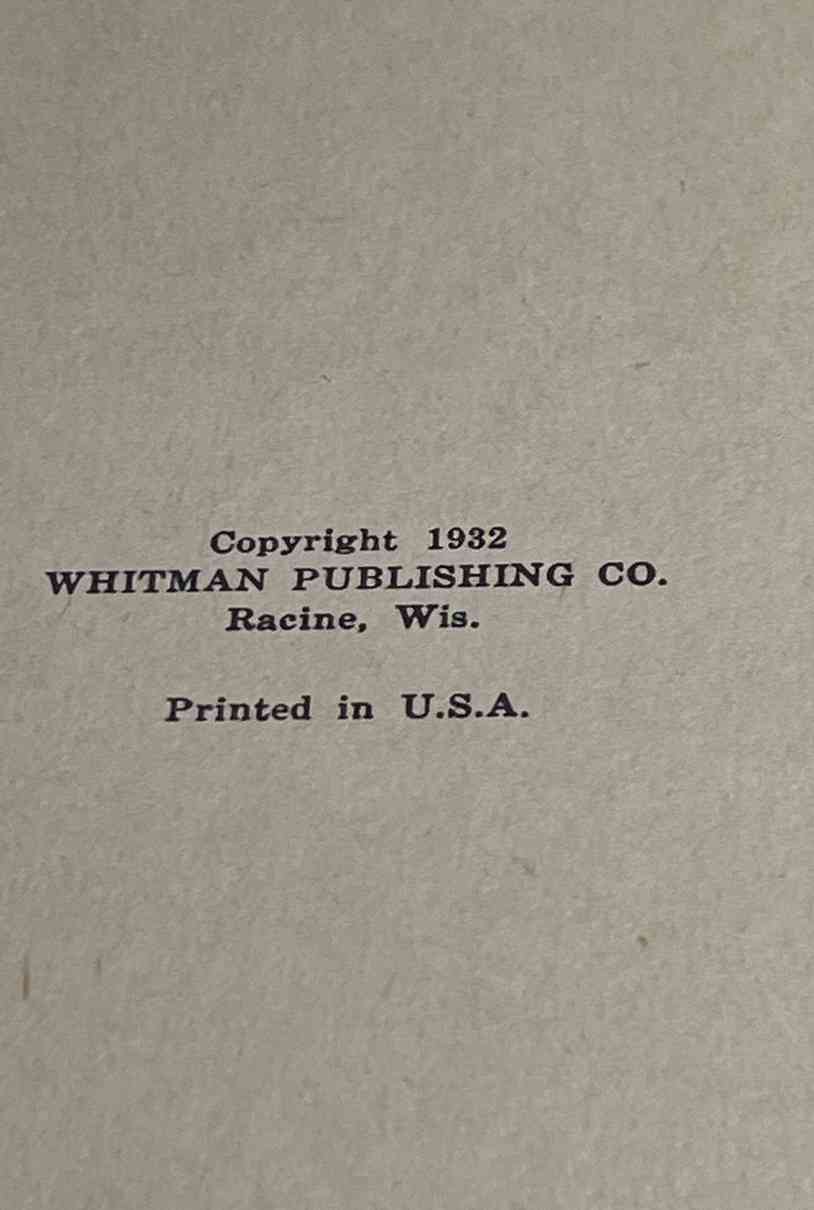 Copyright 1932
WHITMAN PUBLISHING CO.
Racine, Wis.
Printed in U.S.A.